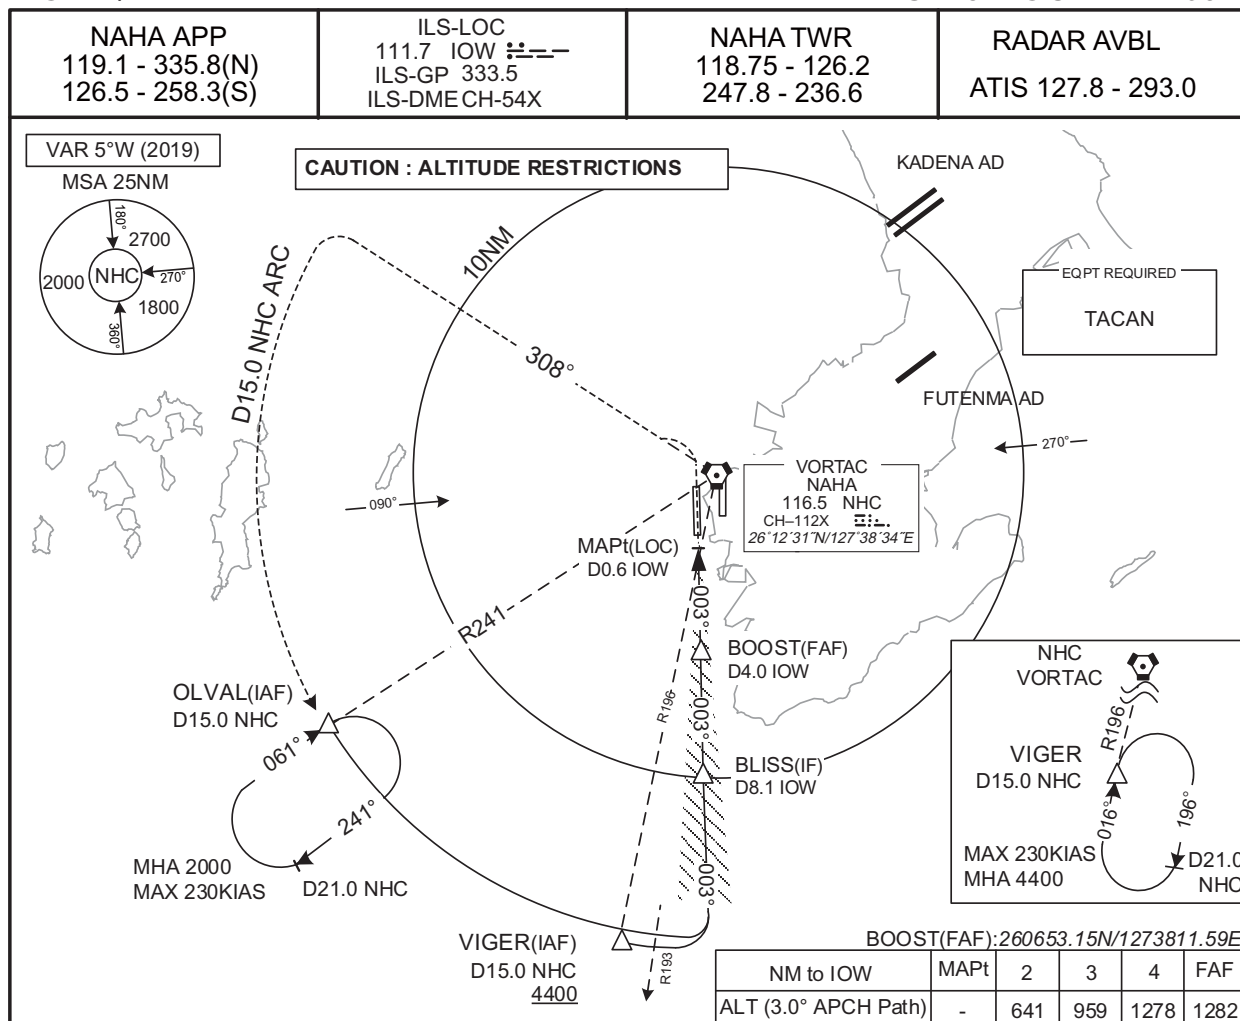 NAHA APP
119.1 - 335.8(N)
126.5 - 258.3(S)
ILS-LOC
111.7 IOW
ILS-GP 333.5
ILS-DME CH-54X
NAHA TWR
118.75 - 126.2
247.8 - 236.6
RADAR AVBL
ATIS 127.8 - 293.0
VAR 5°W (2019)
MSA 25NM
180°
2700
2000
NHC
270°
1800
360°
CAUTION : ALTITUDE RESTRICTIONS
KADENA AD
EQPT REQUIRED
TACAN
10NM
D15.0 NHC ARC
308°
FUTENMA AD
270°
090°
VORTAC
NAHA
116.5 NHC
CH–112X
26°12´31˝N/127°38´34˝E
MAPt(LOC)
D0.6 IOW
003°
R241
BOOST(FAF)
D4.0 IOW
R196
003°
OLVAL(IAF)
D15.0 NHC
061°
241°
BLISS(IF)
D8.1 IOW
MHA 2000
MAX 230KIAS
D21.0 NHC
003°
VIGER(IAF)
D15.0 NHC
4400
R193
NHC
VORTAC
R196
VIGER
D15.0 NHC
016°
196°
MAX 230KIAS
MHA 4400
D21.0
NHC
BOOST(FAF):260653.15N/1273811.59E
NM to IOW MAPt 2 3 4 FAF
ALT (3.0° APCH Path) - 641 959 1278 1282